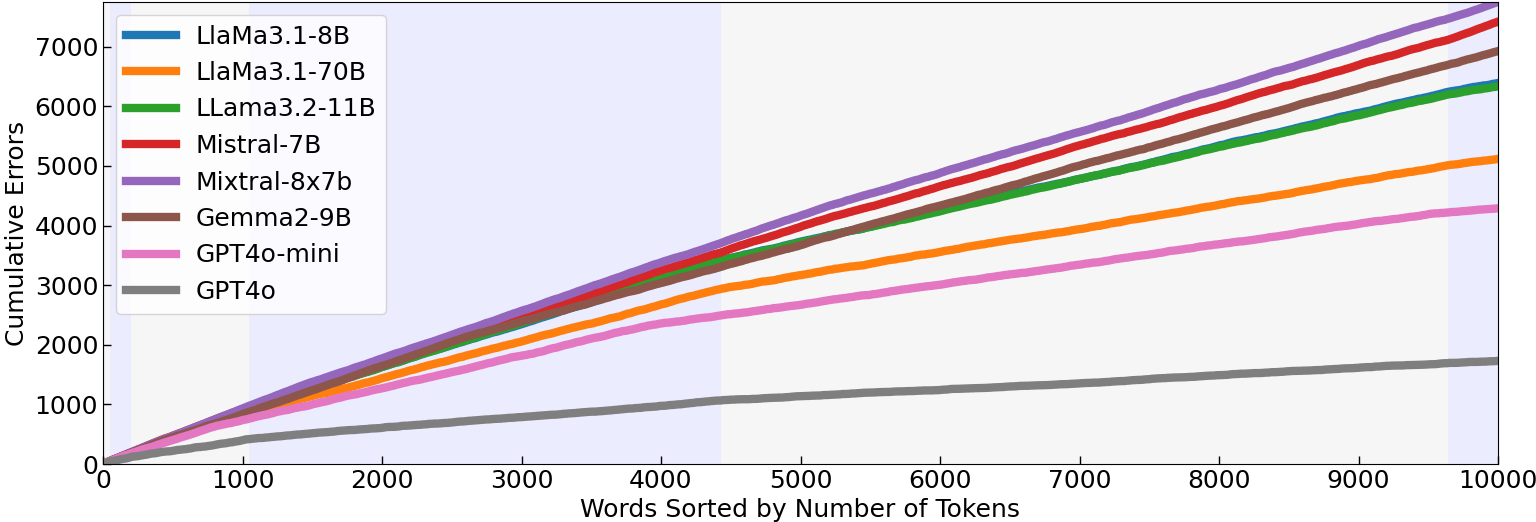 LlaMa3.1-8B
LlaMa3.1-70B
LLama3.2-11B
Mistral-7B
Mixtral-8x7b
Gemma2-9B
GPT4o-mini
GPT4o
Cumulative Errors
7000
6000
5000
4000
3000
2000
1000
0
0 1000 2000 3000 4000 5000 6000 7000 8000 9000 10000
Words Sorted by Number of Tokens